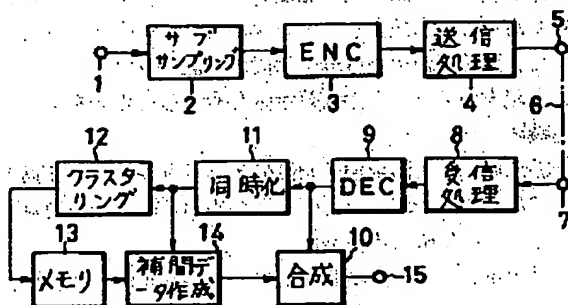 サブ
サンプリング
ENC
送信
処理
5
1
2
3
4
6
12
11
9
8
クラスタ
リング
同時化
DEC
受信
処理
7
13
14
10
メモリ
補間デ
ータ作成
合成
15